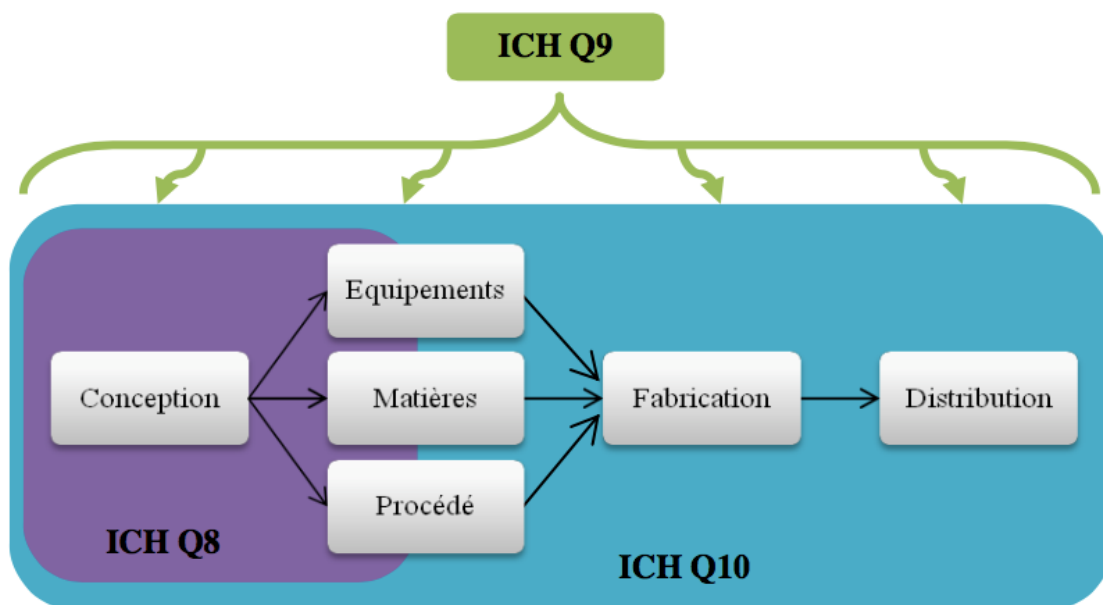 ICH Q9
Equipements
Conception
Matières
Fabrication
Distribution
Procédé
ICH Q8
ICH Q10